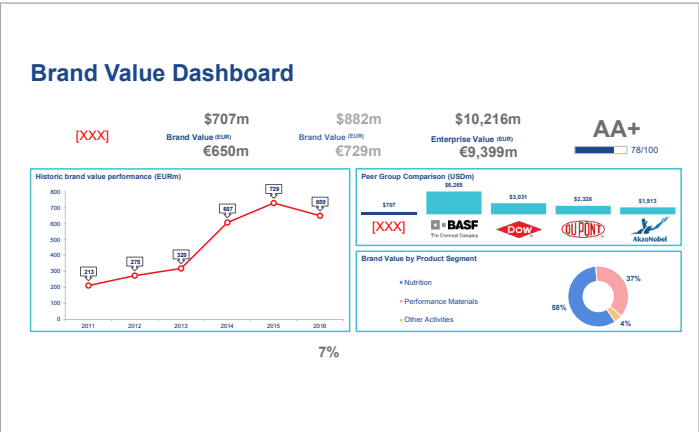 Brand Value Dashboard
[XXX]
$707m
Brand Value (EUR)
€650m
$882m
Brand Value (EUR)
€729m
$10,216m
Enterprise Value (EUR)
€9,399m
AA+
78/100
Historic brand value performance (EURm)
800
700
600
500
400
300
200
100
0
213
275
320
607
729
650
2011 2012 2013 2014 2015 2016
Peer Group Comparison (USDm)
$707
$6,265
$3,031
$2,328
$1,913
[XXX]
BASF
The Chemical Company
Dow
DUPONT
AkzoNobel
Brand Value by Product Segment
Nutrition
Performance Materials
Other Activities
37%
58%
4%
7%